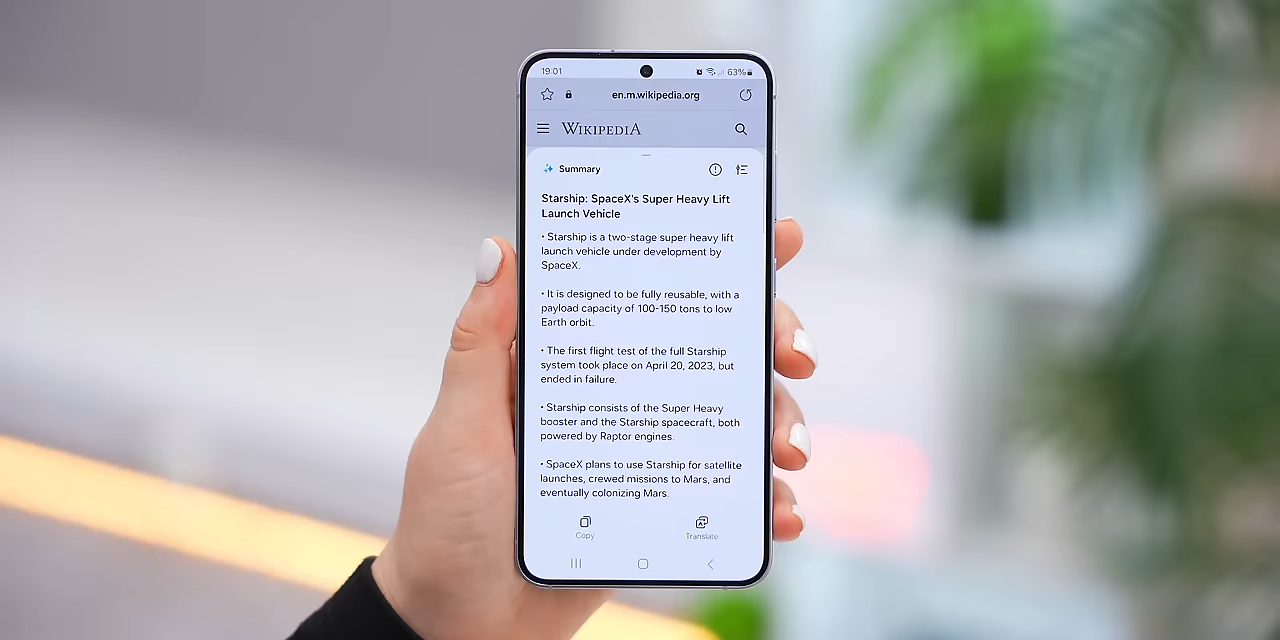 19:01
63%
en.m.wikipedia.org
WIKIPEDIA
Summary
Starship: SpaceX's Super Heavy Lift
Launch Vehicle
• Starship is a two-stage super heavy lift
launch vehicle under development by
SpaceX.
• It is designed to be fully reusable, with a
payload capacity of 100-150 tons to low
Earth orbit.
• The first flight test of the full Starship
system took place on April 20, 2023, but
ended in failure.
• Starship consists of the Super Heavy
booster and the Starship spacecraft, both
powered by Raptor engines.
• SpaceX plans to use Starship for satellite
launches, crewed missions to Mars, and
eventually colonizing Mars.
Copy
Translate